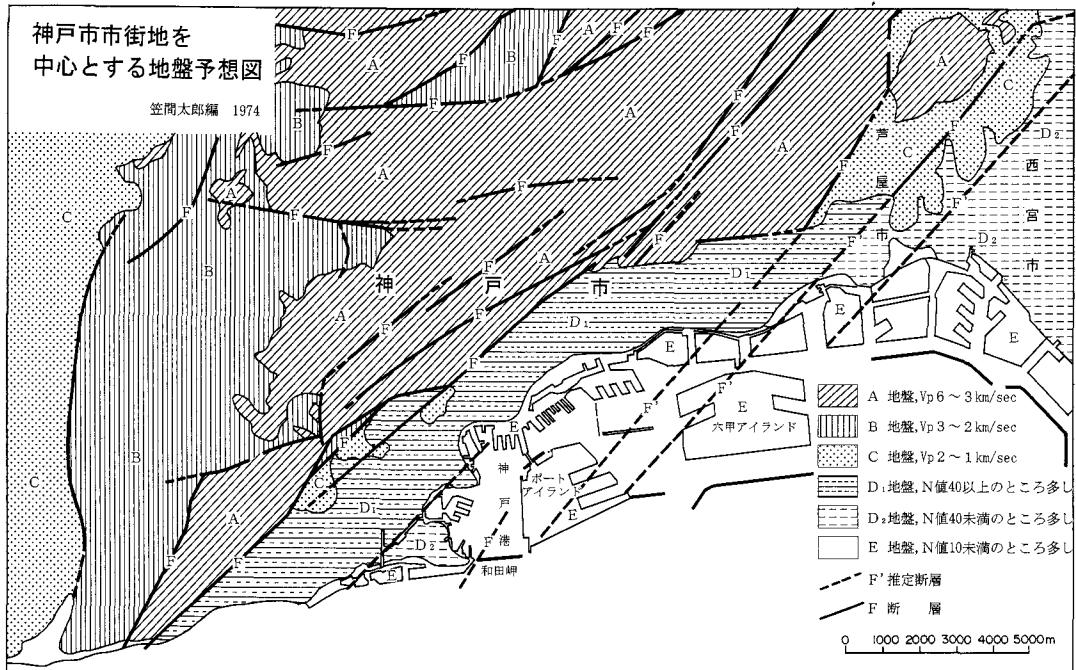 神戸市市街地を
中心とする地盤予想図
笠間太郎編 1974
F
F
F
A
F
A
A
F
B
F
F
A
B
F
A
F
A
F
A
C
A
F
F
B
A
F
神戸市
芦屋市
西宮市
C
C
F
D₂
F'
D₂
F'
D₁
D₁
E
E
E
E
六甲アイランド
F'
F'
E
神戸港
ポートアイランド
F
E
和田岬
D₁
D₂
E
C
A
F
F
B
C
A 地盤,Vp 6～3 km/sec
B 地盤,Vp 3～2 km/sec
C 地盤,Vp 2～1 km/sec
D₁地盤,N値40以上のところ多し
D₂地盤,N値40未満のところ多し
E 地盤,N値10未満のところ多し
F' 推定断層
F 断 層
0 1000 2000 3000 4000 5000m